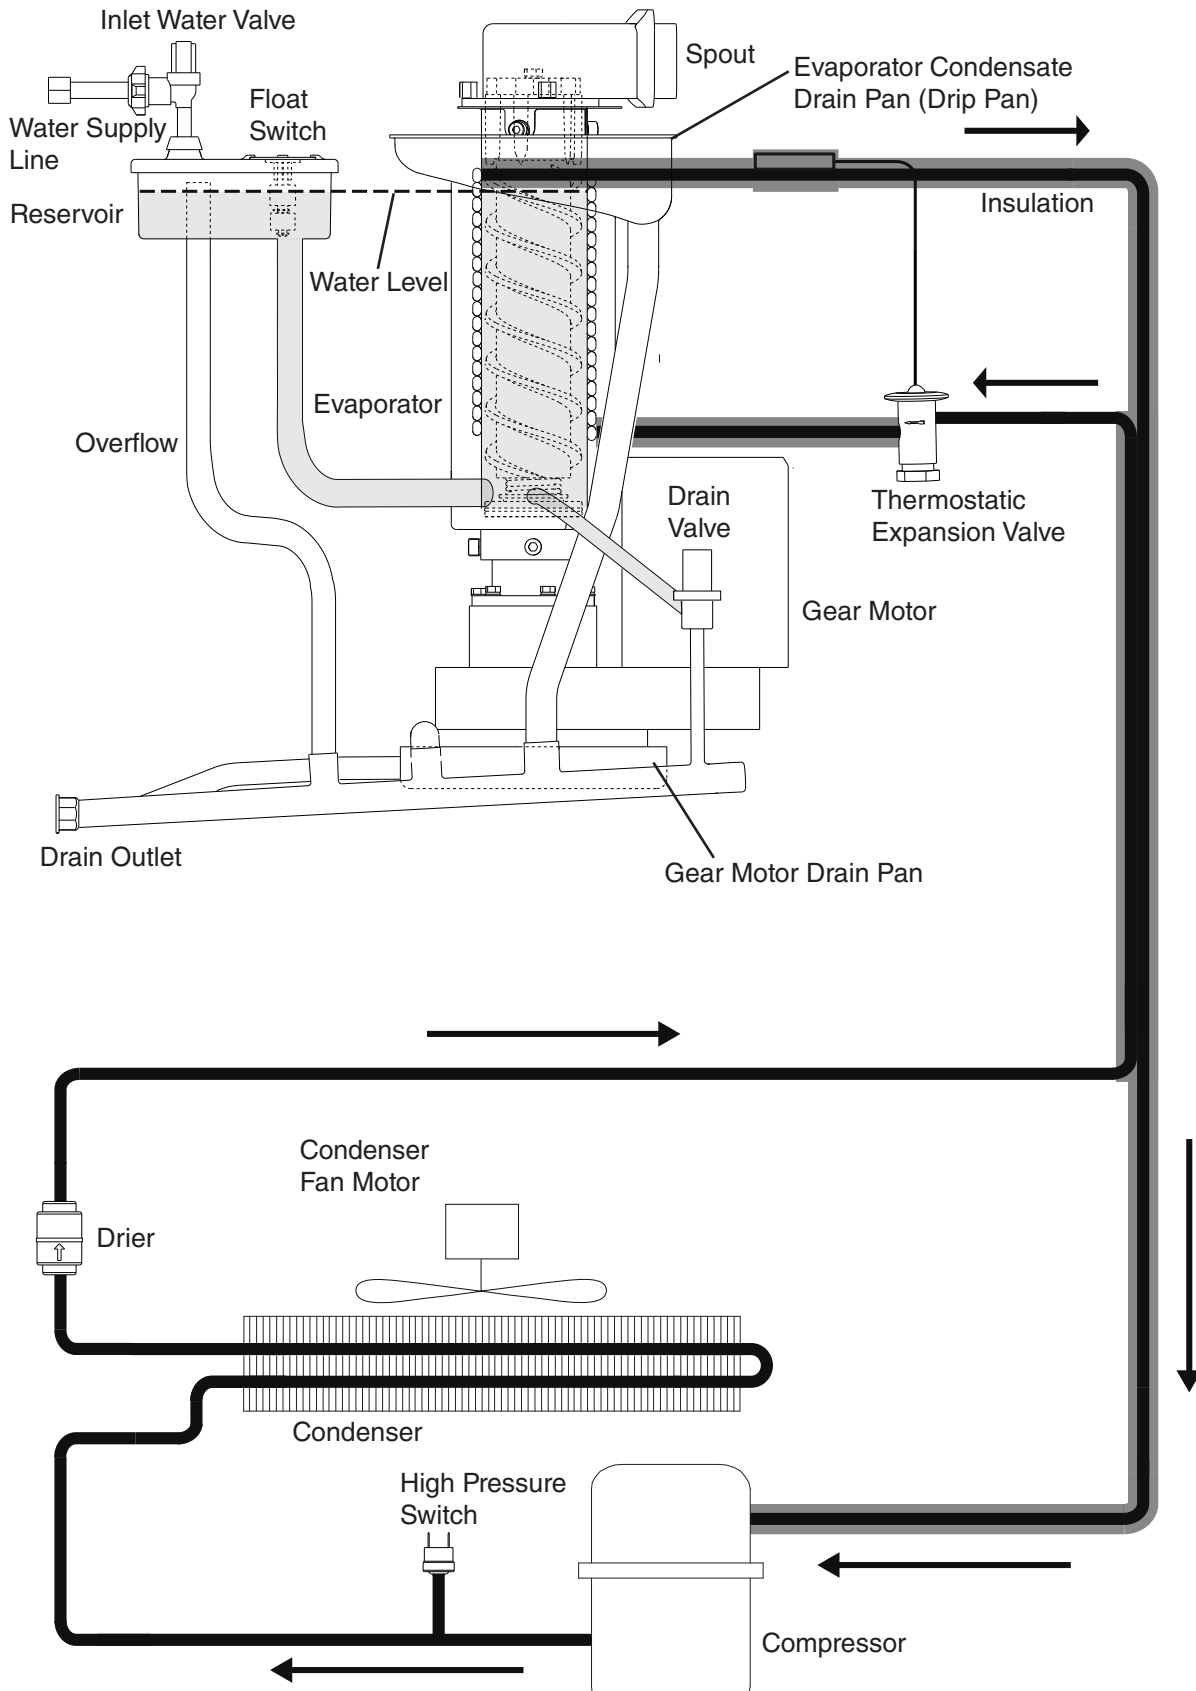 Inlet Water Valve
Spout
Evaporator Condensate
Drain Pan (Drip Pan)
Float
Switch
Water Supply
Line
Reservoir
Insulation
Water Level
Evaporator
Overflow
Drain
Valve
Thermostatic
Expansion Valve
Gear Motor
Drain Outlet
Gear Motor Drain Pan
Condenser
Fan Motor
Drier
Condenser
High Pressure
Switch
Compressor